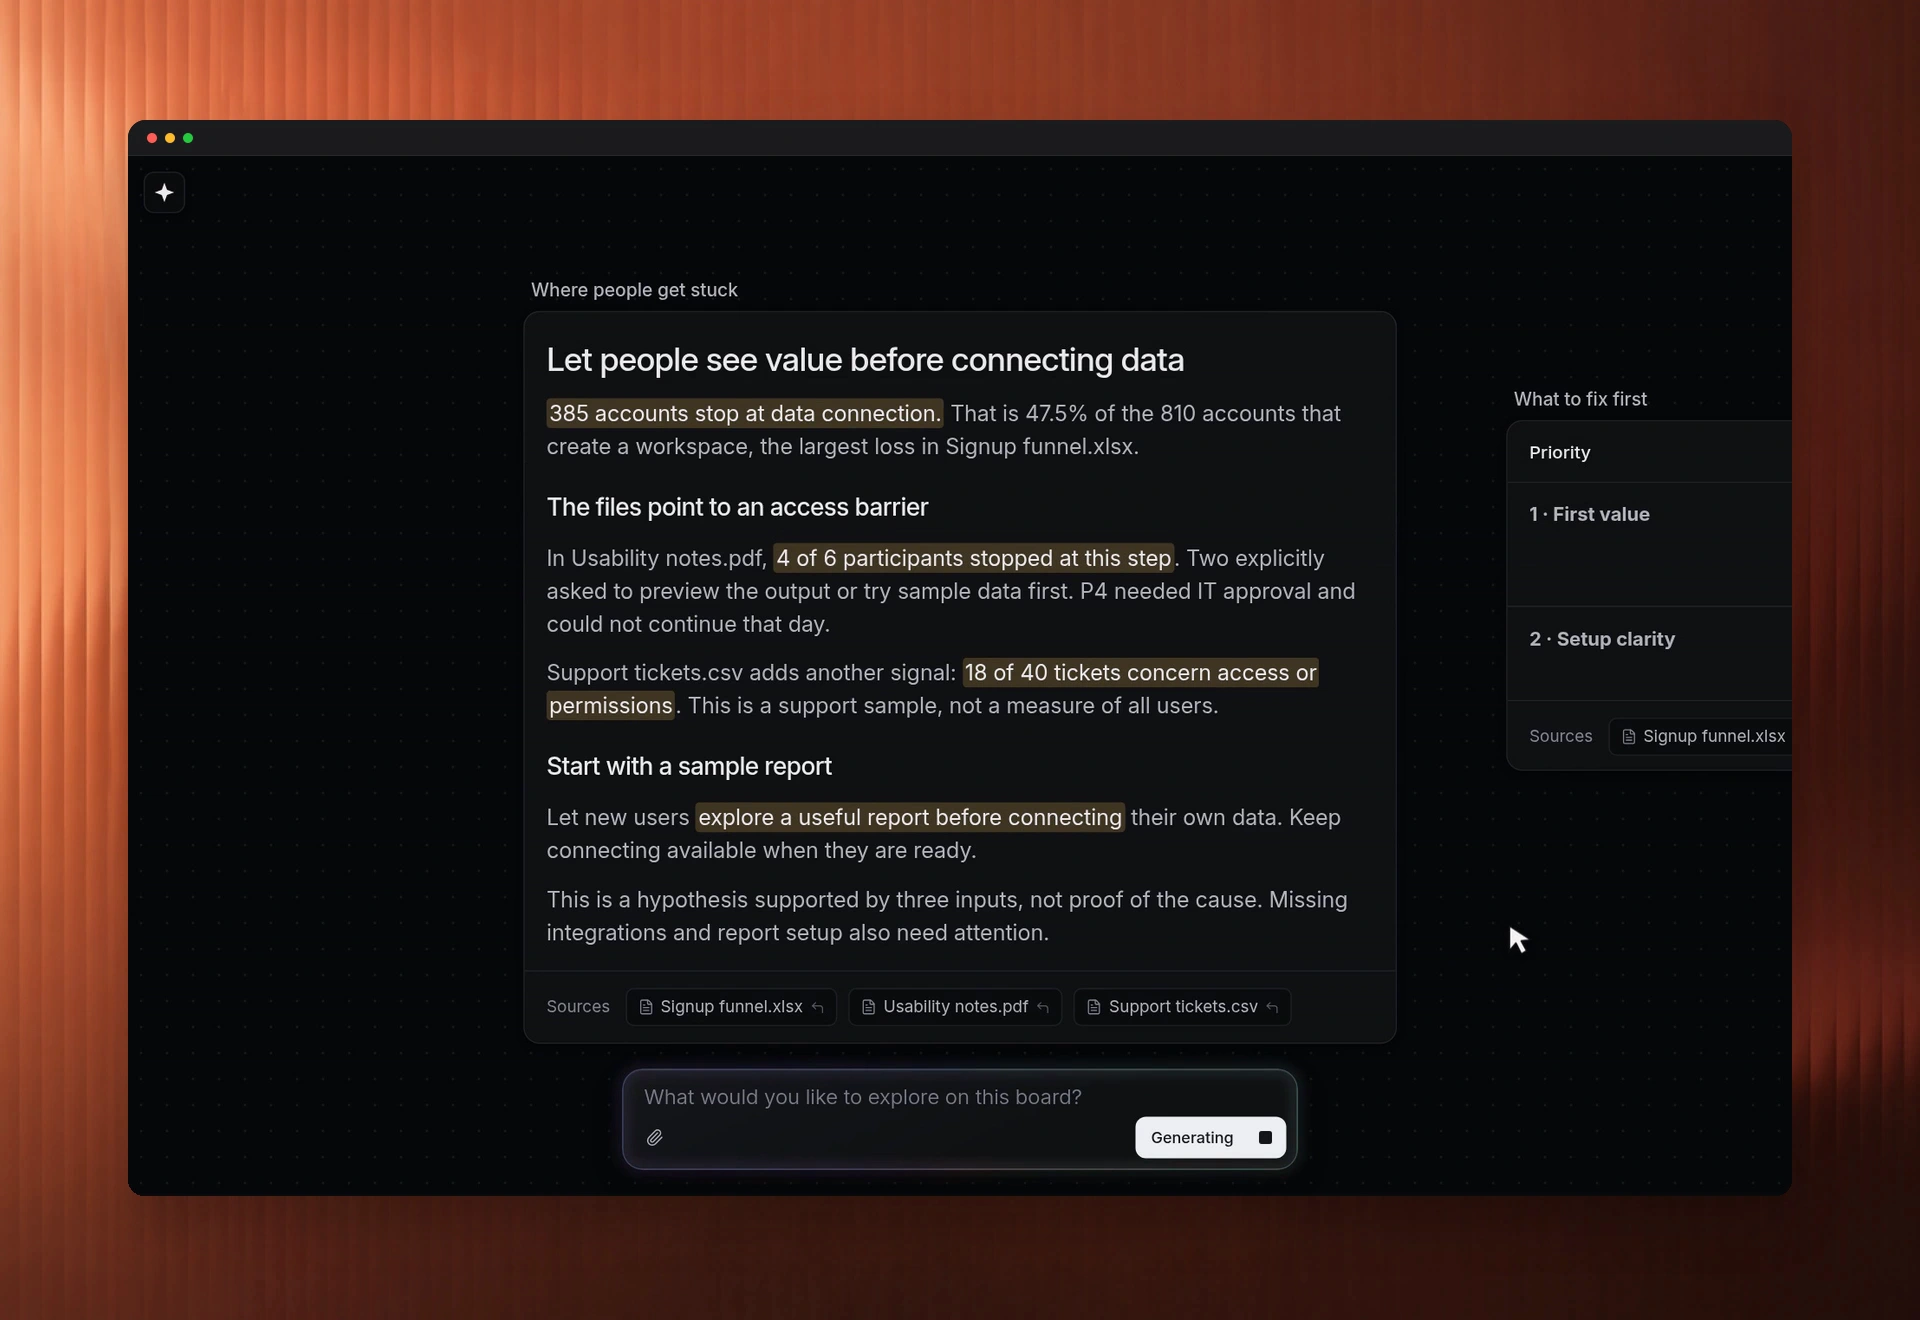 Where people get stuck
Let people see value before connecting data
385 accounts stop at data connection. That is 47.5% of the 810 accounts that
create a workspace, the largest loss in Signup funnel.xlsx.
The files point to an access barrier
In Usability notes.pdf, 4 of 6 participants stopped at this step. Two explicitly
asked to preview the output or try sample data first. P4 needed IT approval and
could not continue that day.
Support tickets.csv adds another signal: 18 of 40 tickets concern access or
permissions. This is a support sample, not a measure of all users.
Start with a sample report
Let new users explore a useful report before connecting their own data. Keep
connecting available when they are ready.
This is a hypothesis supported by three inputs, not proof of the cause. Missing
integrations and report setup also need attention.
Sources Signup funnel.xlsx Usability notes.pdf Support tickets.csv
What would you like to explore on this board?
Generating
What to fix first
Priority
1 · First value
2 · Setup clarity
Sources Signup funnel.xlsx